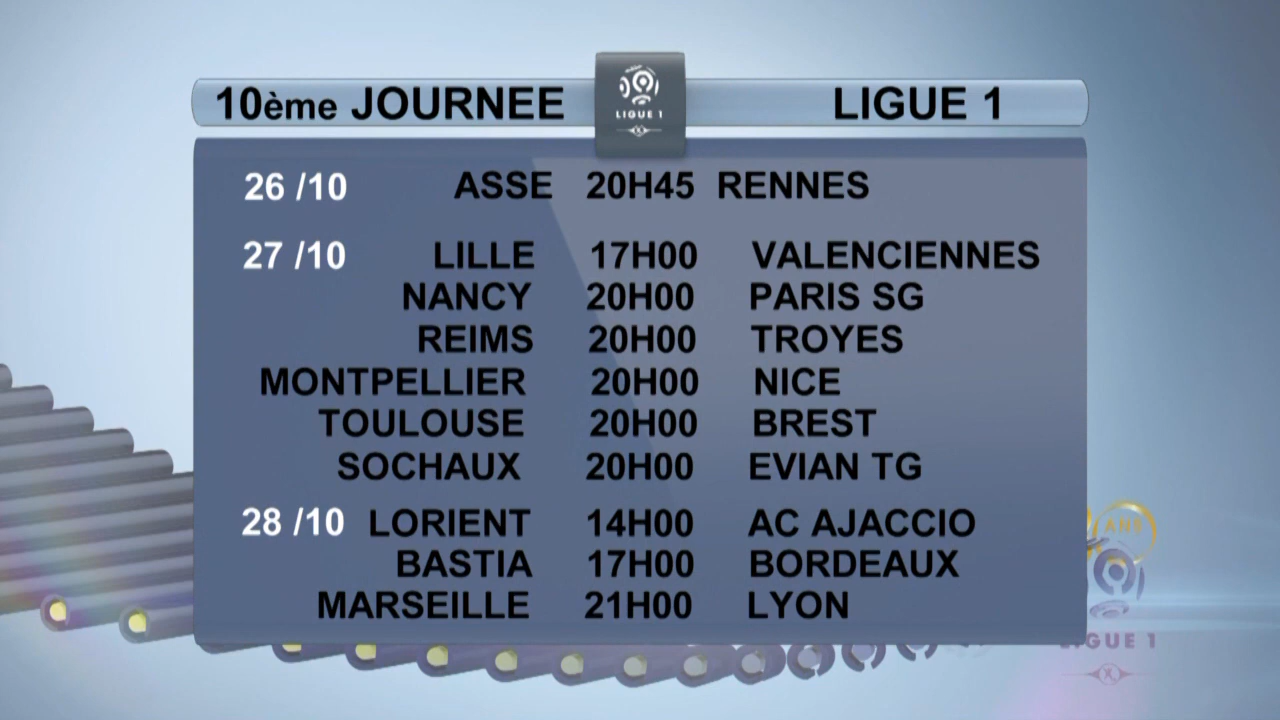 10ème JOURNEE LIGUE 1
LIGUE 1
26 /10 ASSE 20H45 RENNES
27 /10 LILLE 17H00 VALENCIENNES
NANCY 20H00 PARIS SG
REIMS 20H00 TROYES
MONTPELLIER 20H00 NICE
TOULOUSE 20H00 BREST
SOCHAUX 20H00 EVIAN TG
28 /10 LORIENT 14H00 AC AJACCIO
BASTIA 17H00 BORDEAUX
MARSEILLE 21H00 LYON
ANS
IGUE 1